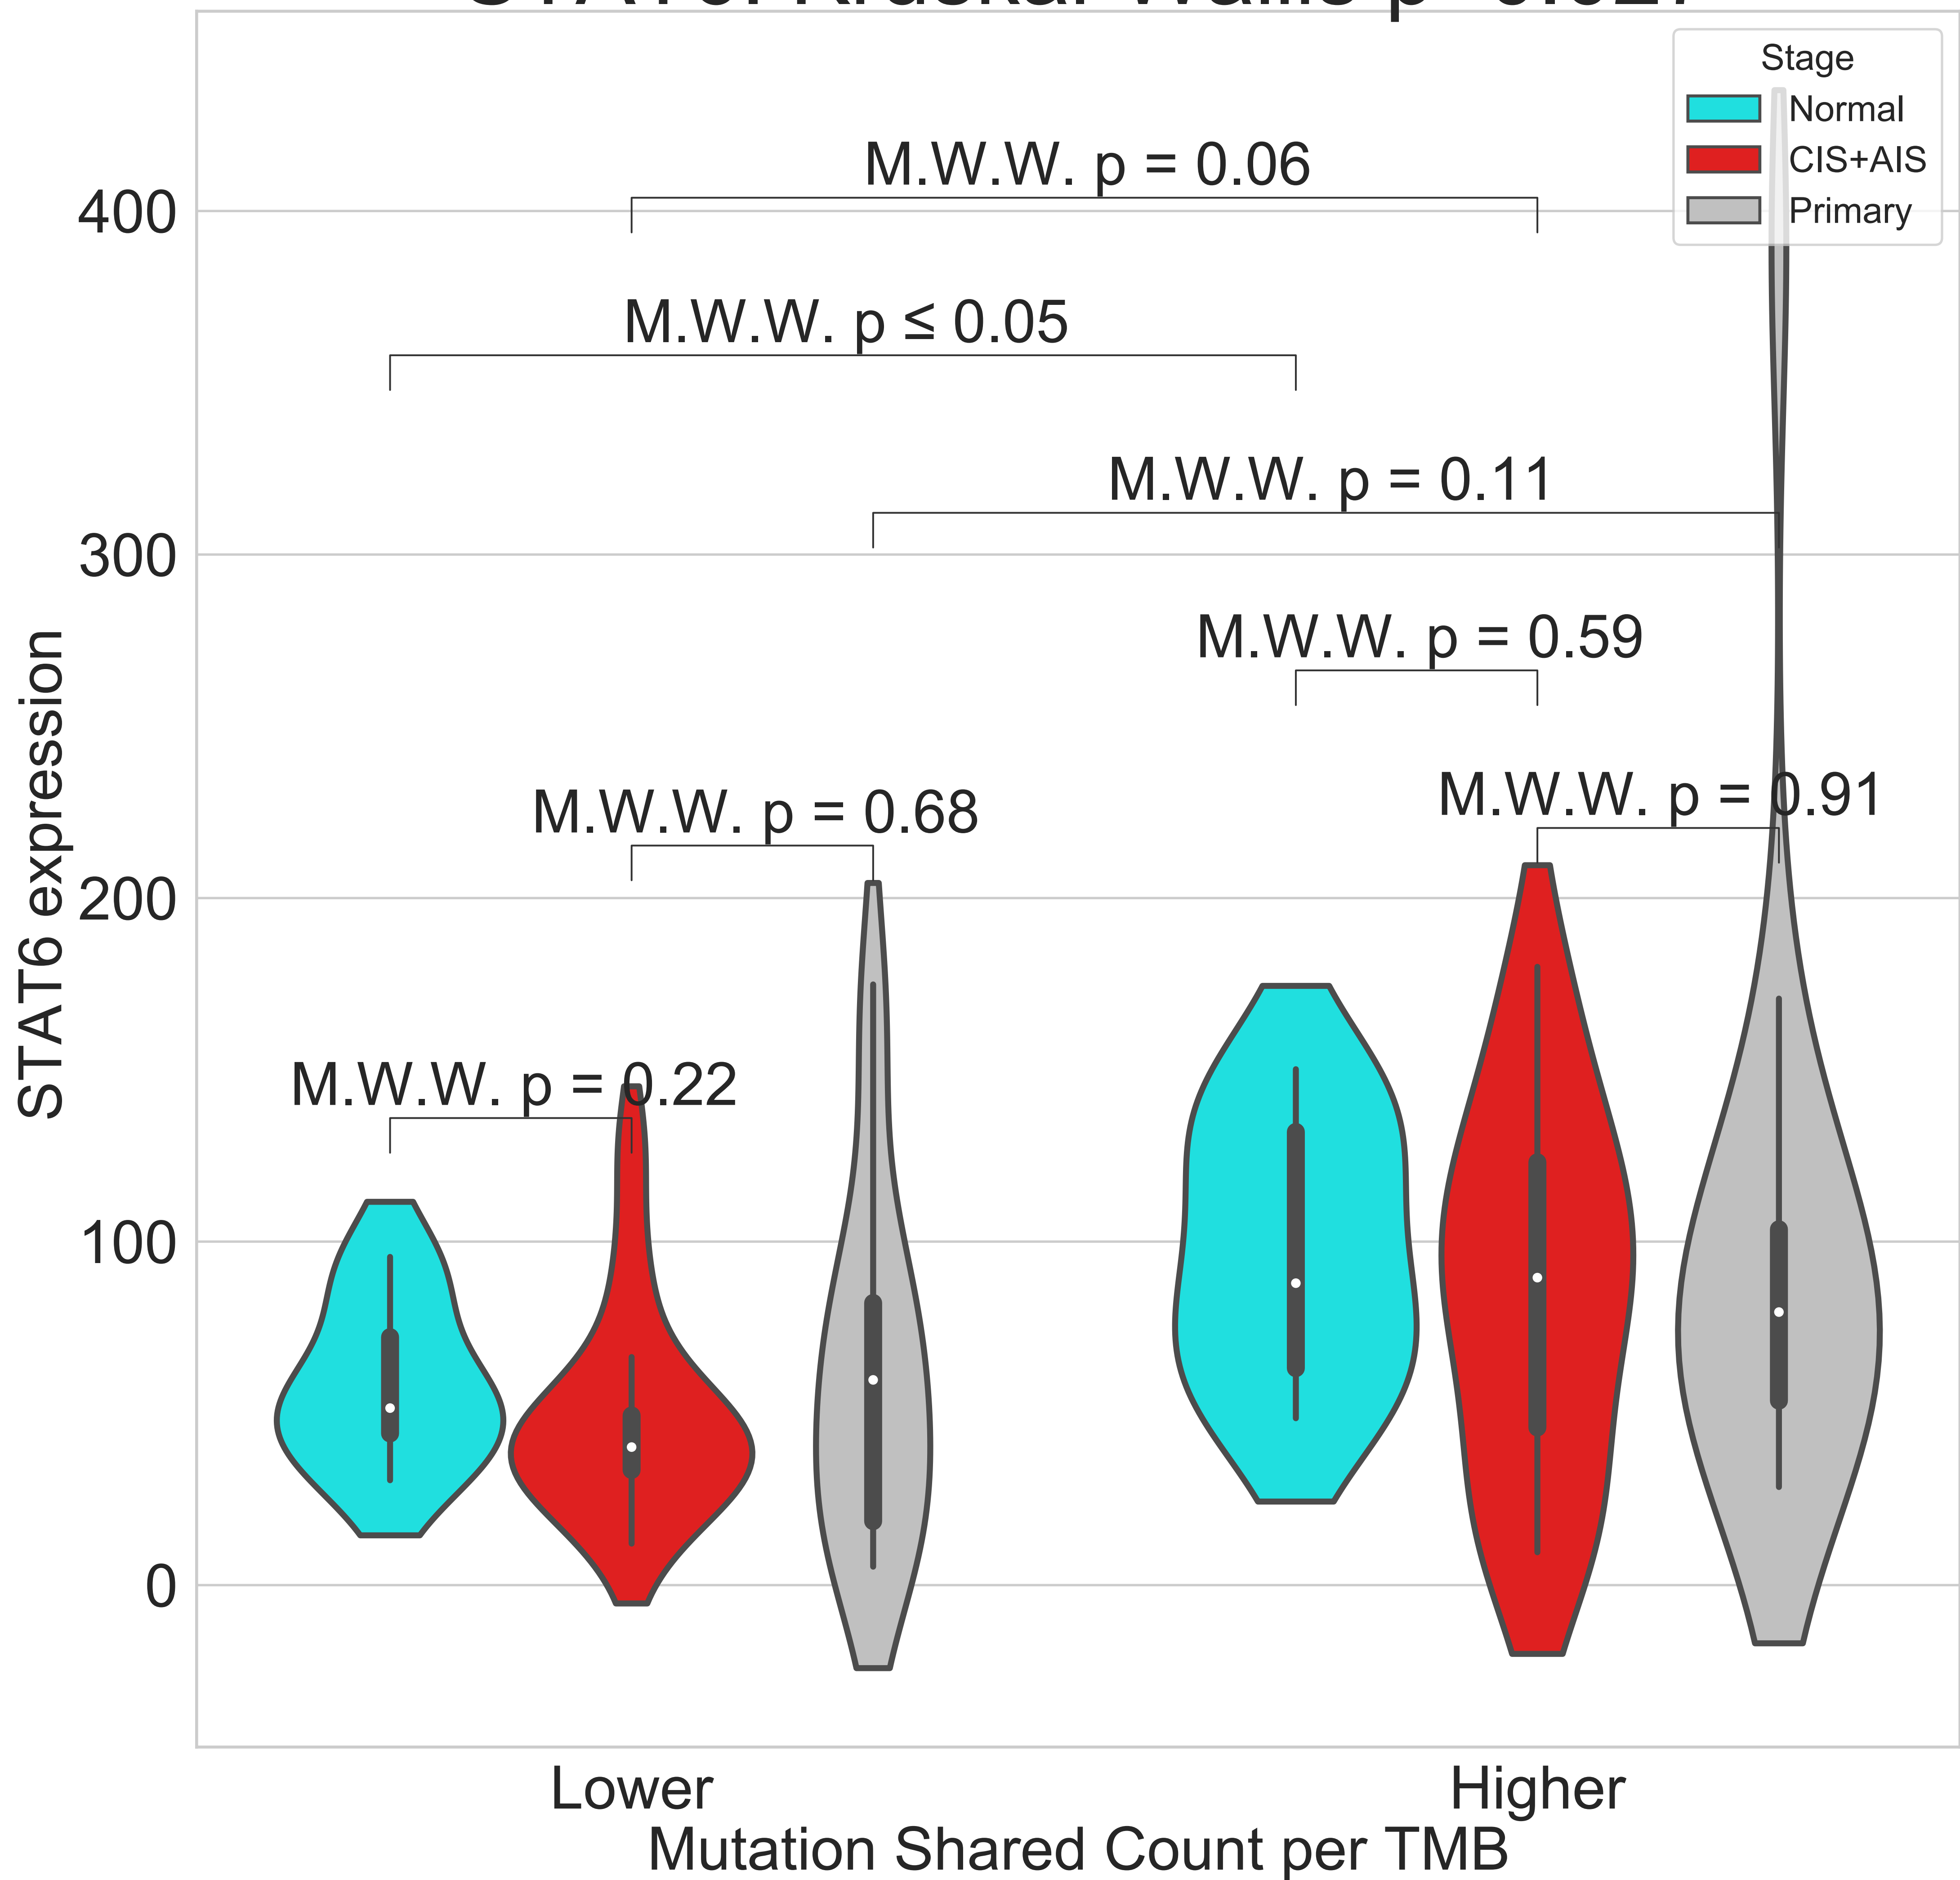 Stage
Normal
CIS+AIS
Primary
M.W.W. p = 0.06
M.W.W. p ≤ 0.05
M.W.W. p = 0.11
M.W.W. p = 0.59
M.W.W. p = 0.91
M.W.W. p = 0.68
M.W.W. p = 0.22
STAT6 expression
400
300
200
100
0
Lower
Higher
Mutation Shared Count per TMB